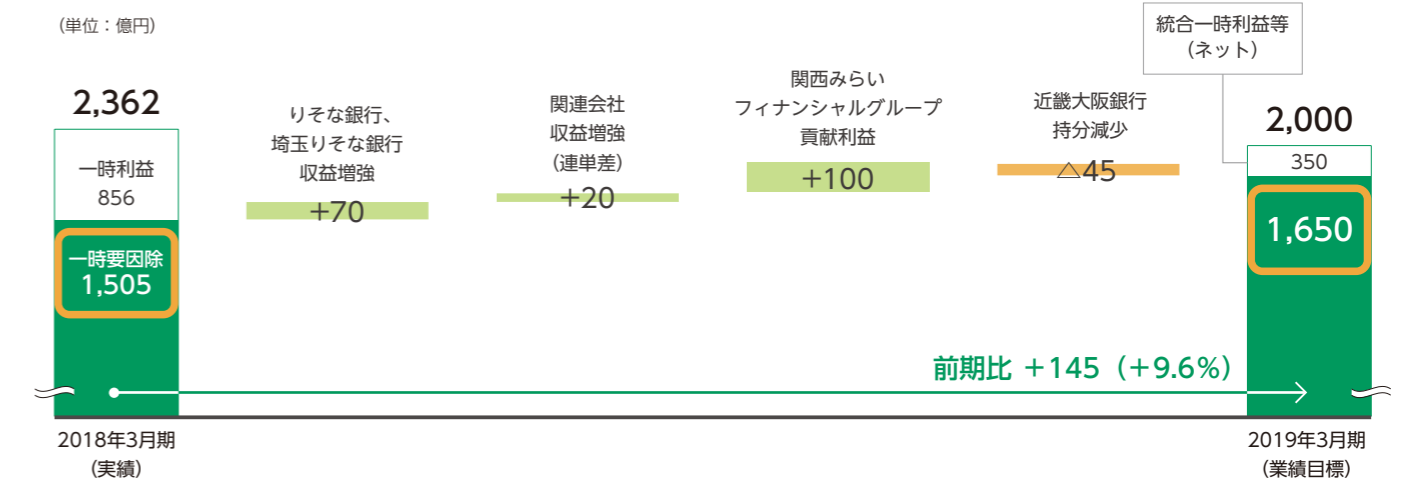 (単位：億円)
2,362
一時利益
856
一時要因除
1,505
りそな銀行、
埼玉りそな銀行
収益増強
+70
関連会社
収益増強
(連単差)
+20
関西みらい
フィナンシャルグループ
貢献利益
+100
近畿大阪銀行
持分減少
△45
統合一時利益等
(ネット)
2,000
350
1,650
前期比 +145 (+9.6%)
2018年3月期
(実績)
2019年3月期
(業績目標)